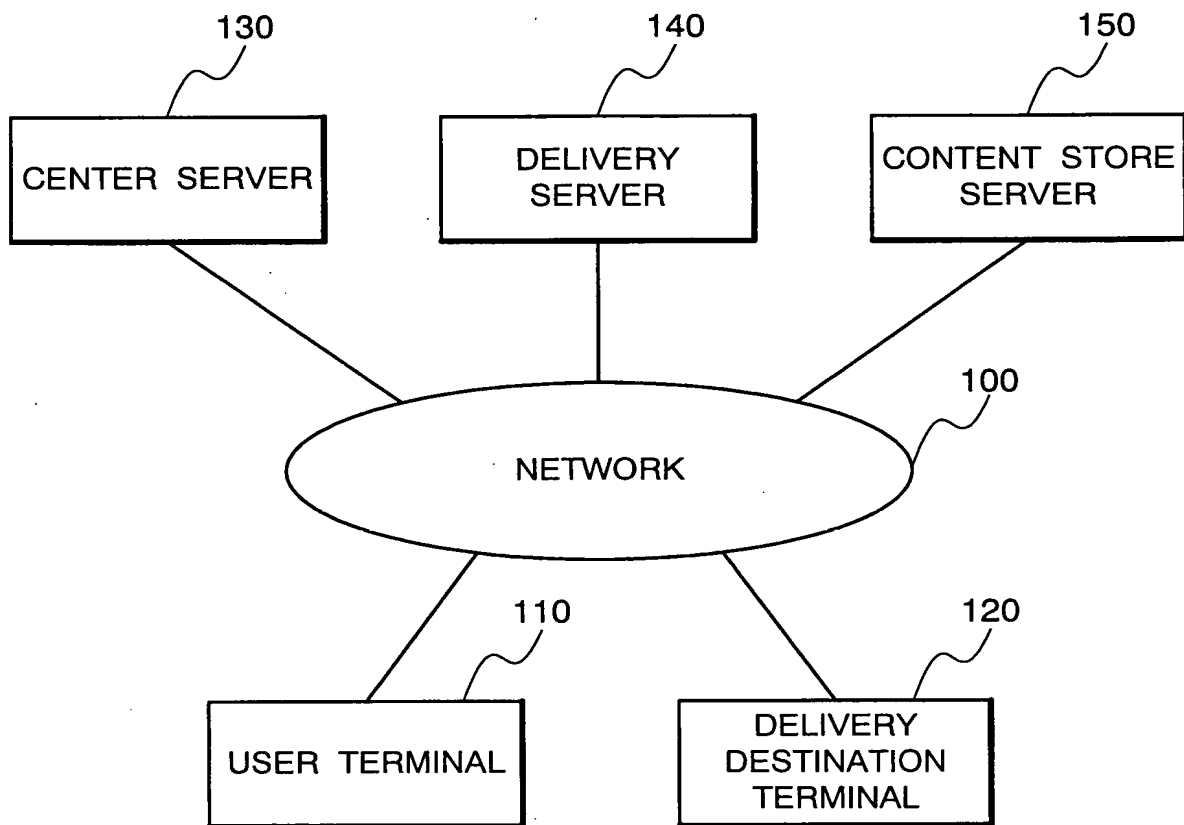 130
140
150
CENTER SERVER
DELIVERY
SERVER
CONTENT STORE
SERVER
100
NETWORK
110
120
USER TERMINAL
DELIVERY
DESTINATION
TERMINAL